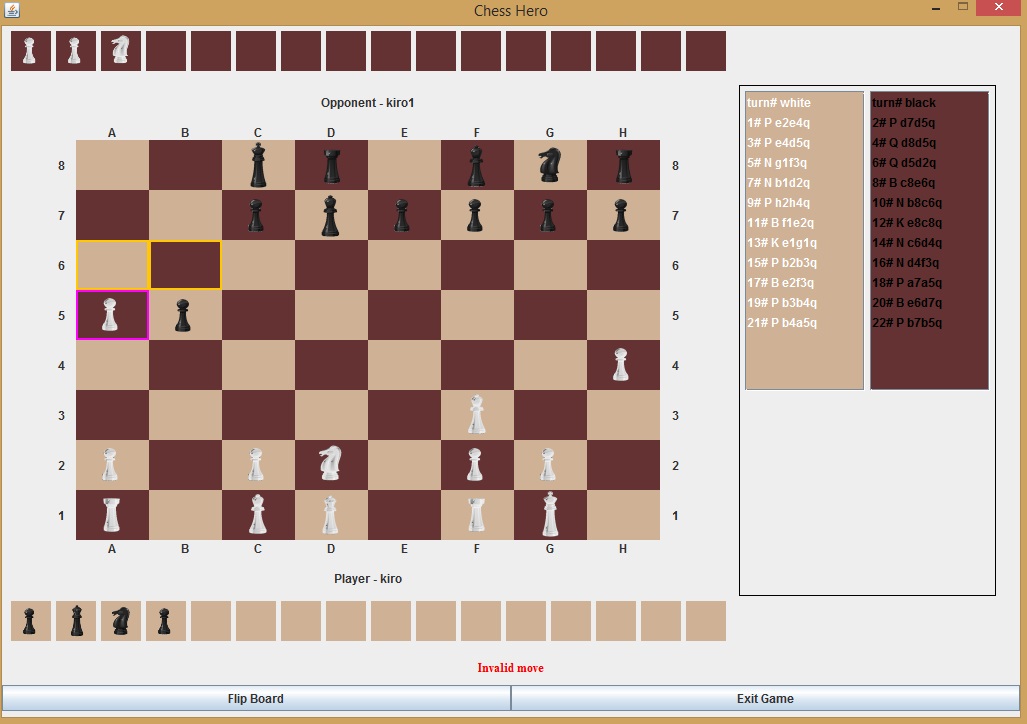 Chess Hero
Opponent - kiro1
A B C D E F G H
8 8
7 7
6 6
5 5
4 4
3 3
2 2
1 1
A B C D E F G H
Player - kiro
turn# white
1# P e2e4q
3# P e4d5q
5# N g1f3q
7# N b1d2q
9# P h2h4q
11# B f1e2q
13# K e1g1q
15# P b2b3q
17# B e2f3q
19# P b3b4q
21# P b4a5q
turn# black
2# P d7d5q
4# Q d8d5q
6# Q d5d2q
8# B c8e6q
10# N b8c6q
12# K e8c8q
14# N c6d4q
16# N d4f3q
18# P a7a5q
20# B e6d7q
22# P b7b5q
Invalid move
Flip Board
Exit Game